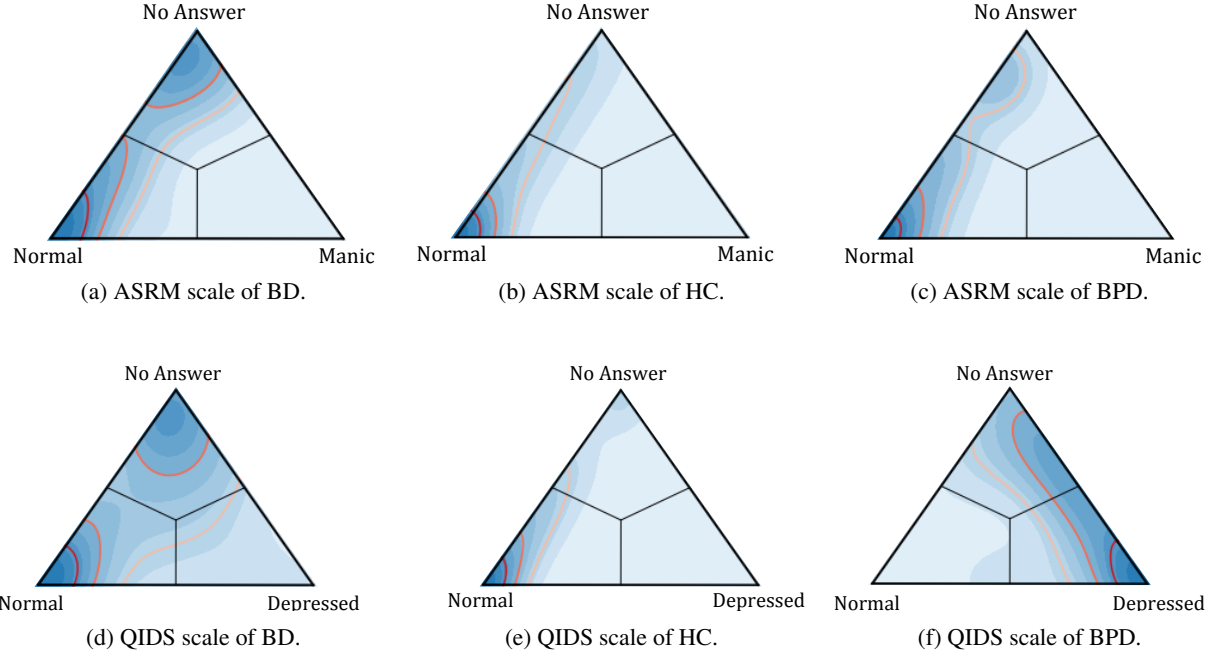 No Answer
No Answer
No Answer
Normal
Manic
Normal
Manic
Normal
Manic
(a) ASRM scale of BD.
(b) ASRM scale of HC.
(c) ASRM scale of BPD.
No Answer
No Answer
No Answer
Normal
Depressed
Normal
Depressed
Normal
Depressed
(d) QIDS scale of BD.
(e) QIDS scale of HC.
(f) QIDS scale of BPD.